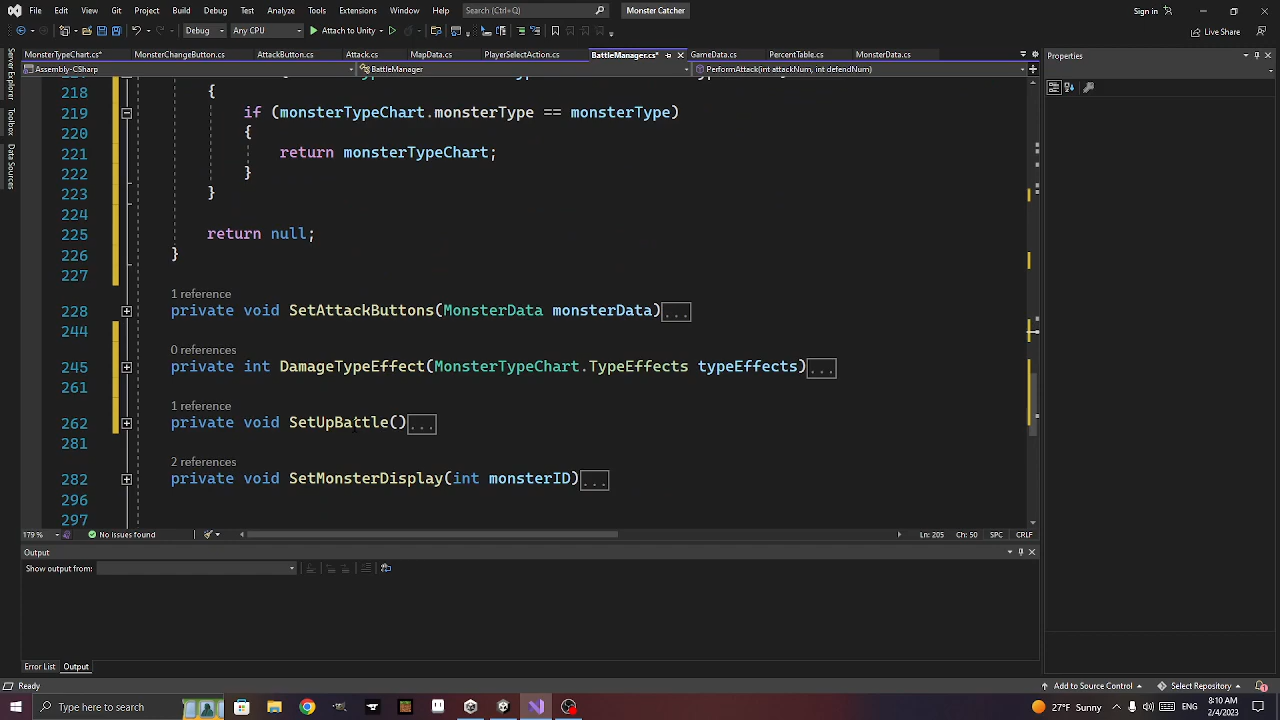 File Edit View Git Project Build Debug Test Analyze Tools Extensions Window Help Search (Ctrl+Q) Monster Catcher Sign in
Debug Any CPU Attach to Unity Live Share
MonsterTypeChart.cs* MonsterChangeButton.cs AttackButton.cs Attack.cs MapData.cs PlayerSelectAction.cs BattleManager.cs* GameData.cs PercentTable.cs MonsterData.cs Properties
Assembly-CSharp BattleManager PerformAttack(int attackNum, int defendNum)
Server Explorer
Toolbox
Data Sources
218 {
219 if (monsterTypeChart.monsterType == monsterType)
220 {
221 return monsterTypeChart;
222 }
223 }
224
225 return null;
226 }
227
1 reference
228 private void SetAttackButtons(MonsterData monsterData)...
244
0 references
245 private int DamageTypeEffect(MonsterTypeChart.TypeEffects typeEffects)...
261
1 reference
262 private void SetUpBattle()...
281
2 references
282 private void SetMonsterDisplay(int monsterID)...
296
297
179 % No issues found Ln: 205 Ch: 50 SPC CRLF
Output
Show output from:
Error List Output
Ready Add to Source Control Select Repository
Type here to search 27°F Sunny 8:10 AM
2/4/2023